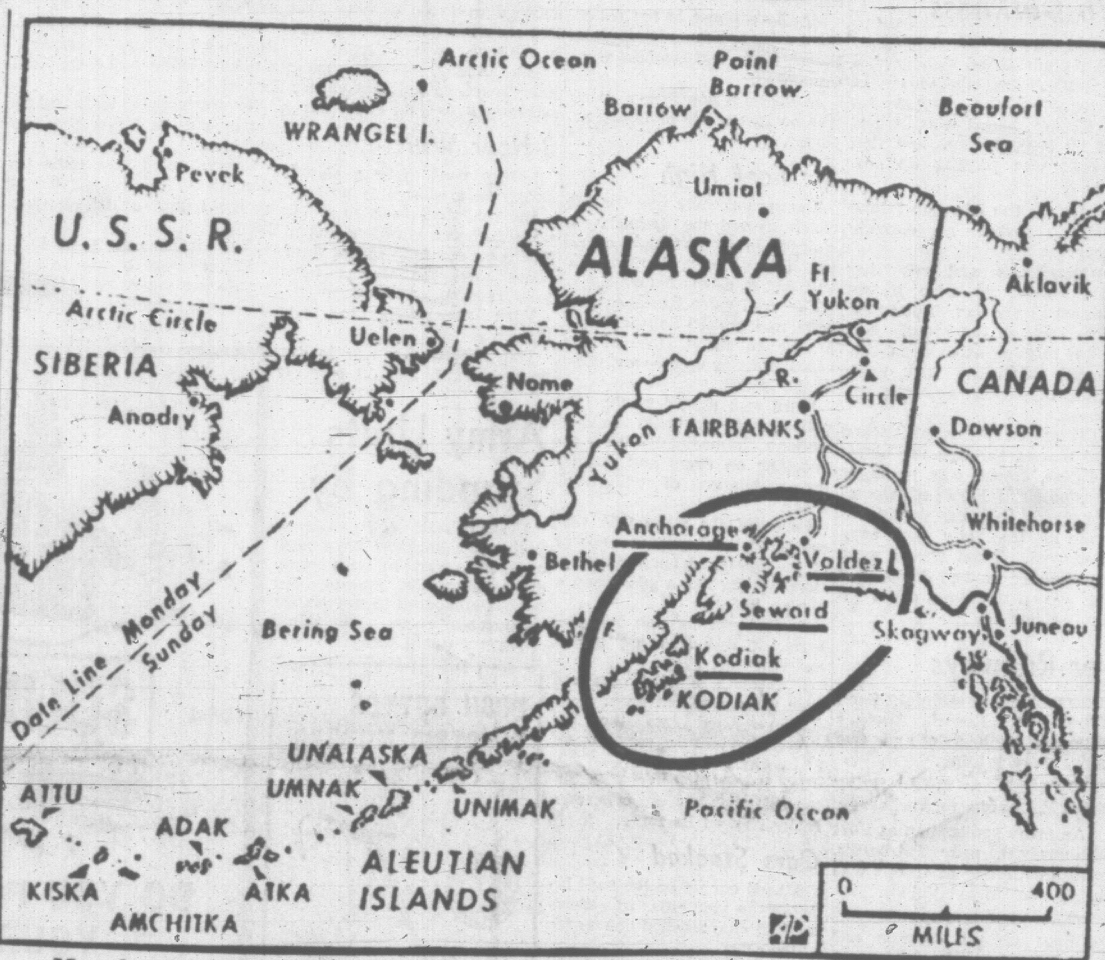 Arctic Ocean
Point
Barrow
Barrow
Beaufort
Sea
WRANGEL I.
Pevek
Umiat
U. S. S. R.
ALASKA
Ft.
Yukon
Aklavik
Arctic Circle
Uelen
SIBERIA
Nome
R.
Circle
CANADA
Anadry
Yukon
FAIRBANKS
Dawson
Anchorage
Whitehorse
Bethel
Valdez
Seward
Date Line
Monday
Sunday
Bering Sea
Skagway
Juneau
Kodiak
KODIAK
UNALASKA
UMNAK
UNIMAK
Pacific Ocean
ATTU
ADAK
ALEUTIAN
ISLANDS
KISKA
ATKA
AMCHITKA
0 400
MILES
AP